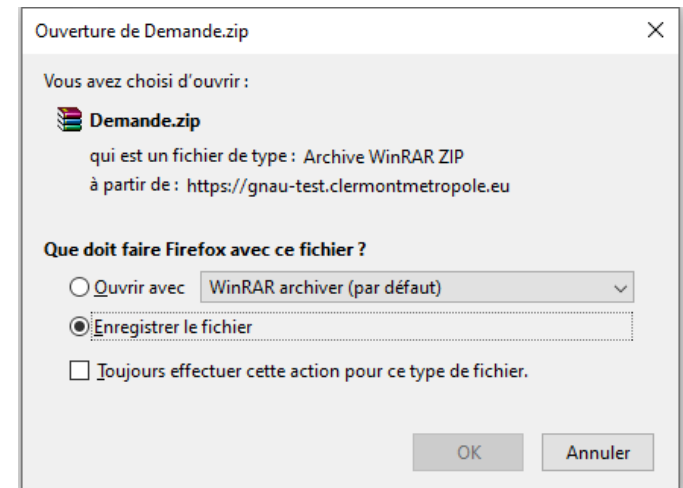 Ouverture de Demande.zip
Vous avez choisi d'ouvrir :
Demande.zip
qui est un fichier de type : Archive WinRAR ZIP
à partir de : https://gnau-test.clermontmetropole.eu
Que doit faire Firefox avec ce fichier ?
Ouvrir avec WinRAR archiver (par défaut)
Enregistrer le fichier
Toujours effectuer cette action pour ce type de fichier.
OK Annuler